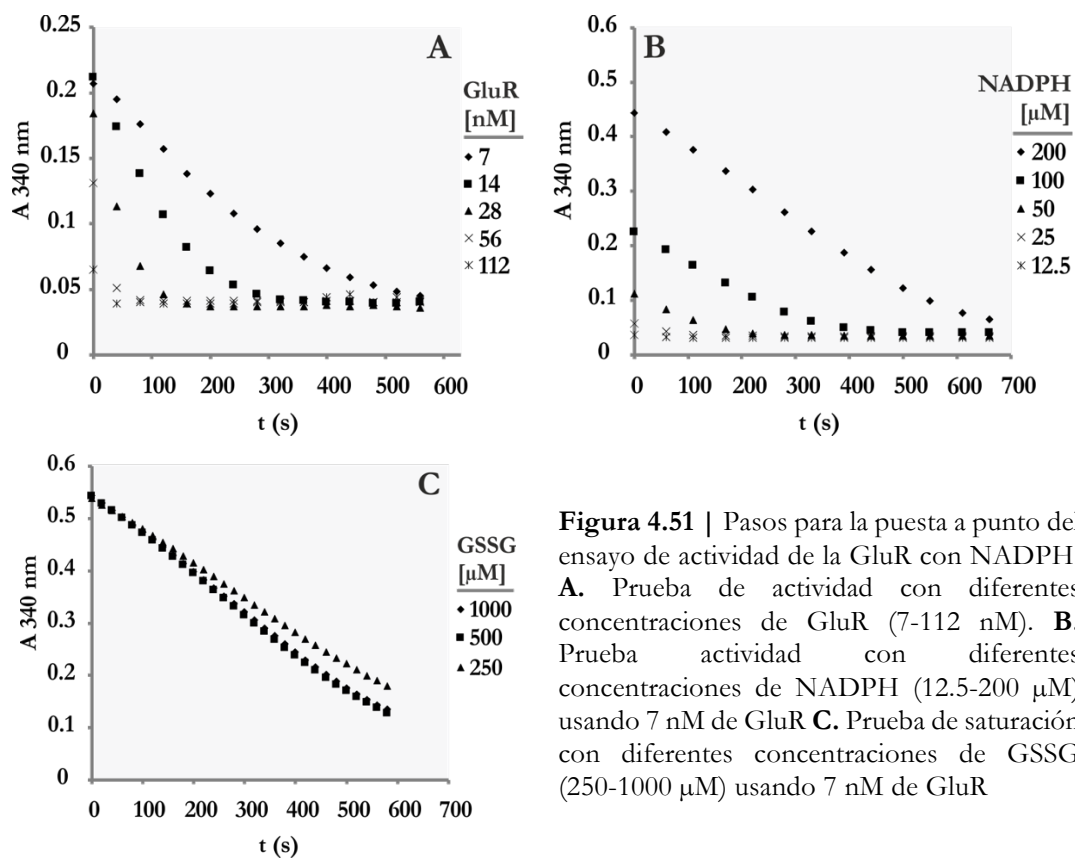 A
0.25
0.2
0.15
0.1
0.05
0
A 340 nm
0 100 200 300 400 500 600
t (s)
GluR
[nM]
7
14
28
56
112
B
0.6
0.5
0.4
0.3
0.2
0.1
0
A 340 nm
0 100 200 300 400 500 600 700
t (s)
NADPH
[µM]
200
100
50
25
12.5
C
0.6
0.5
0.4
0.3
0.2
0.1
0
A 340 nm
0 100 200 300 400 500 600 700
t (s)
GSSG
[µM]
1000
500
250
Figura 4.51 | Pasos para la puesta a punto del
ensayo de actividad de la GluR con NADPH
A. Prueba de actividad con diferentes
concentraciones de GluR (7-112 nM). B.
Prueba actividad con diferentes
concentraciones de NADPH (12.5-200 µM)
usando 7 nM de GluR C. Prueba de saturación
con diferentes concentraciones de GSSG
(250-1000 µM) usando 7 nM de GluR